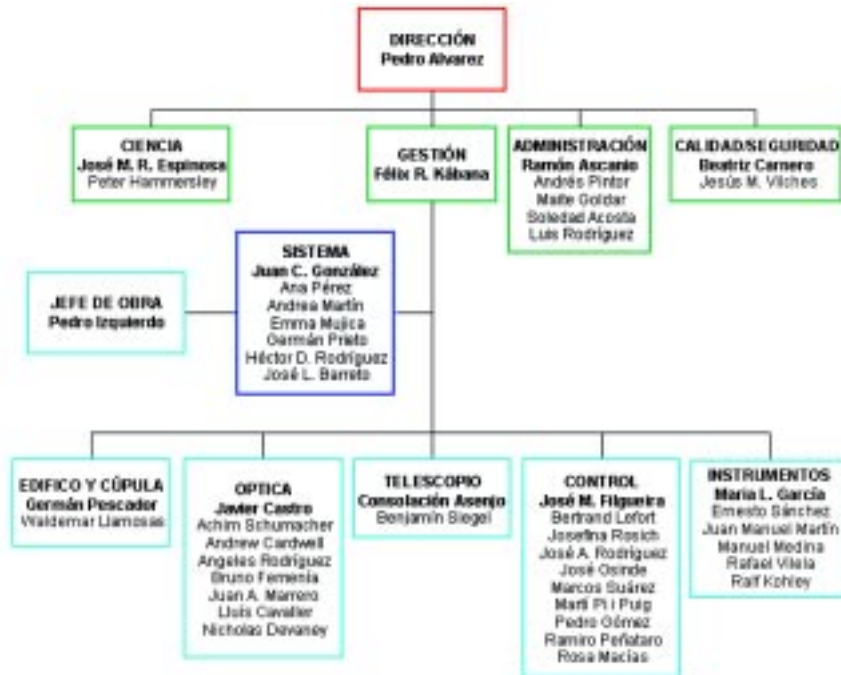 DIRECCIÓN
Pedro Alvarez
CIENCIA
José M. R. Espinosa
Peter Hammersley
GESTIÓN
Félix R. Kábana
ADMINISTRACIÓN
Ramón Ascanio
Andrés Pintor
Maite Goldar
Soledad Acosta
Luis Rodríguez
CALIDAD/SEGURIDAD
Beatriz Carnero
Jesús M. Vilches
SISTEMA
Juan C. González
Ana Pérez
Andrea Martín
Emma Mujica
Germán Prieto
Héctor D. Rodríguez
José L. Barreto
JEFE DE OBRA
Pedro Izquierdo
EDIFICO Y CÚPULA
Germán Pescador
Waldemar Llamosas
OPTICA
Javier Castro
Achim Schumacher
Andrew Cardwell
Angeles Rodríguez
Bruno Femenía
Juan A. Marrero
Lluis Cavaller
Nicholas Devaney
TELESCOPIO
Consolación Asenjo
Benjamín Siegel
CONTROL
José M. Filgueira
Bertrand Lefort
Josefina Rosich
José A. Rodríguez
José Osinde
Marcos Suárez
Martí Pi i Puig
Pedro Gómez
Ramiro Peñataro
Rosa Macías
INSTRUMENTOS
Maria L. García
Ernesto Sánchez
Juan Manuel Martín
Manuel Medina
Rafael Vilela
Ralf Kohley